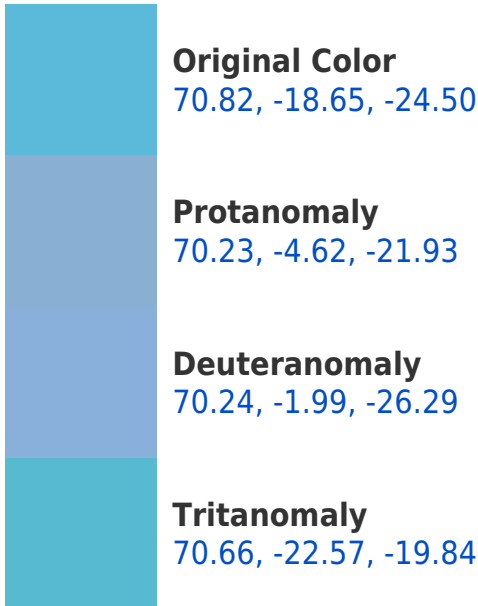 Original Color
70.82, -18.65, -24.50
Protanomaly
70.23, -4.62, -21.93
Deuteranomaly
70.24, -1.99, -26.29
Tritanomaly
70.66, -22.57, -19.84